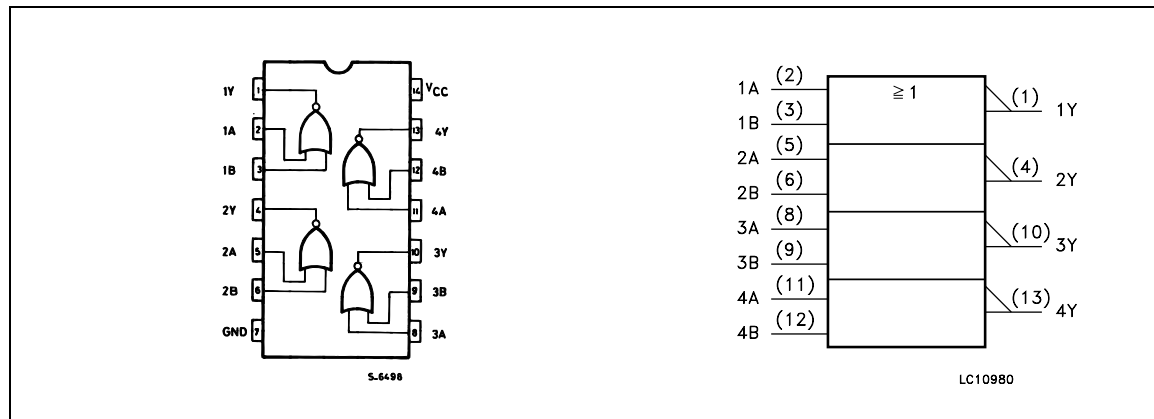 1Y 1 14 VCC
1A 2 13 4Y
1B 3 12 4B
2Y 4 11 4A
2A 5 10 3Y
2B 6 9 3B
GND 7 8 3A
S-6498
≧ 1
1A (2) (1) 1Y
1B (3)
2A (5) (4) 2Y
2B (6)
3A (8) (10) 3Y
3B (9)
4A (11) (13) 4Y
4B (12)
LC10980